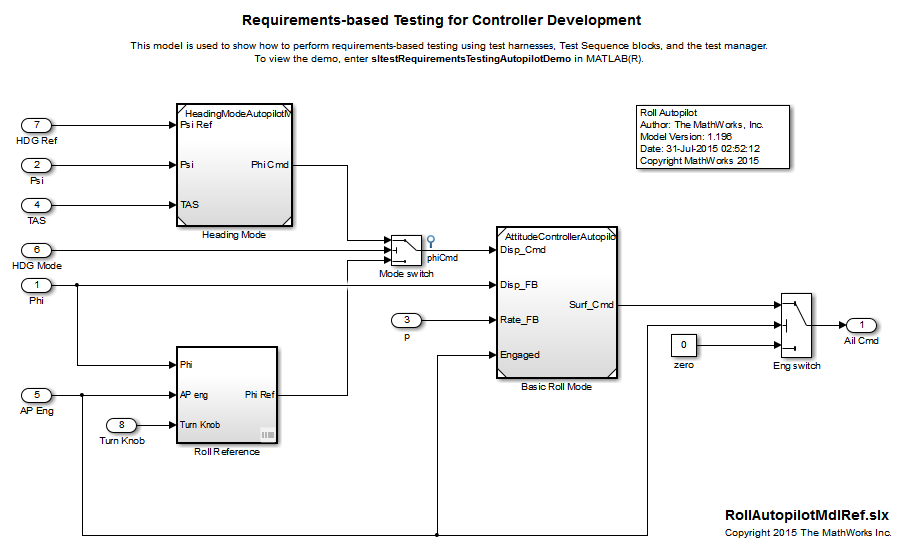 Requirements-based Testing for Controller Development
This model is used to show how to perform requirements-based testing using test harnesses, Test Sequence blocks, and the test manager.
To view the demo, enter sltestRequirementsTestingAutopilotDemo in MATLAB(R).
Roll Autopilot
Author: The MathWorks, Inc.
Model Version: 1.196
Date: 31-Jul-2015 02:52:12
Copyright MathWorks 2015
HeadingModeAutopilotM
7
HDG Ref
Psi Ref
2
Psi
Psi
Phi Cmd
4
TAS
TAS
Heading Mode
6
HDG Mode
Mode switch
phiCmd
1
Phi
AttitudeControllerAutopilo
Disp_Cmd
Disp_FB
Surf_Cmd
3
p
Rate_FB
Engaged
Basic Roll Mode
0
zero
Eng switch
1
Ail Cmd
Phi
5
AP Eng
AP eng
Phi Ref
8
Turn Knob
Turn Knob
Roll Reference
RollAutopilotMdlRef.slx
Copyright 2015 The MathWorks Inc.